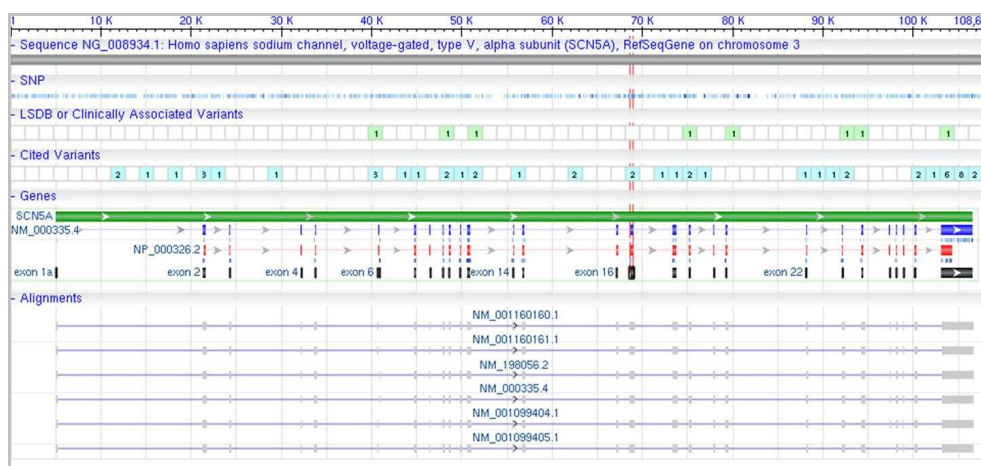 1 10 K 20 K 30 K 40 K 50 K 60 K 70 K 80 K 90 K 100 K 108,6
- Sequence NG_008934.1: Homo sapiens sodium channel, voltage-gated, type V, alpha subunit (SCN5A), RefSeqGene on chromosome 3
- SNP
- LSDB or Clinically Associated Variants
1 1 1 1 1 1 1 1
- Cited Variants
2 1 1 3 1 1 3 1 1 2 1 2 1 2 2 1 1 2 1 1 1 1 2 2 1 6 8 2
- Genes
SCN5A
NM_000335.4
NP_000326.2
exon 1a exon 2 exon 4 exon 6 exon 14 exon 16 exon 22
- Alignments
NM_001160160.1
NM_001160161.1
NM_198056.2
NM_000335.4
NM_001099404.1
NM_001099405.1